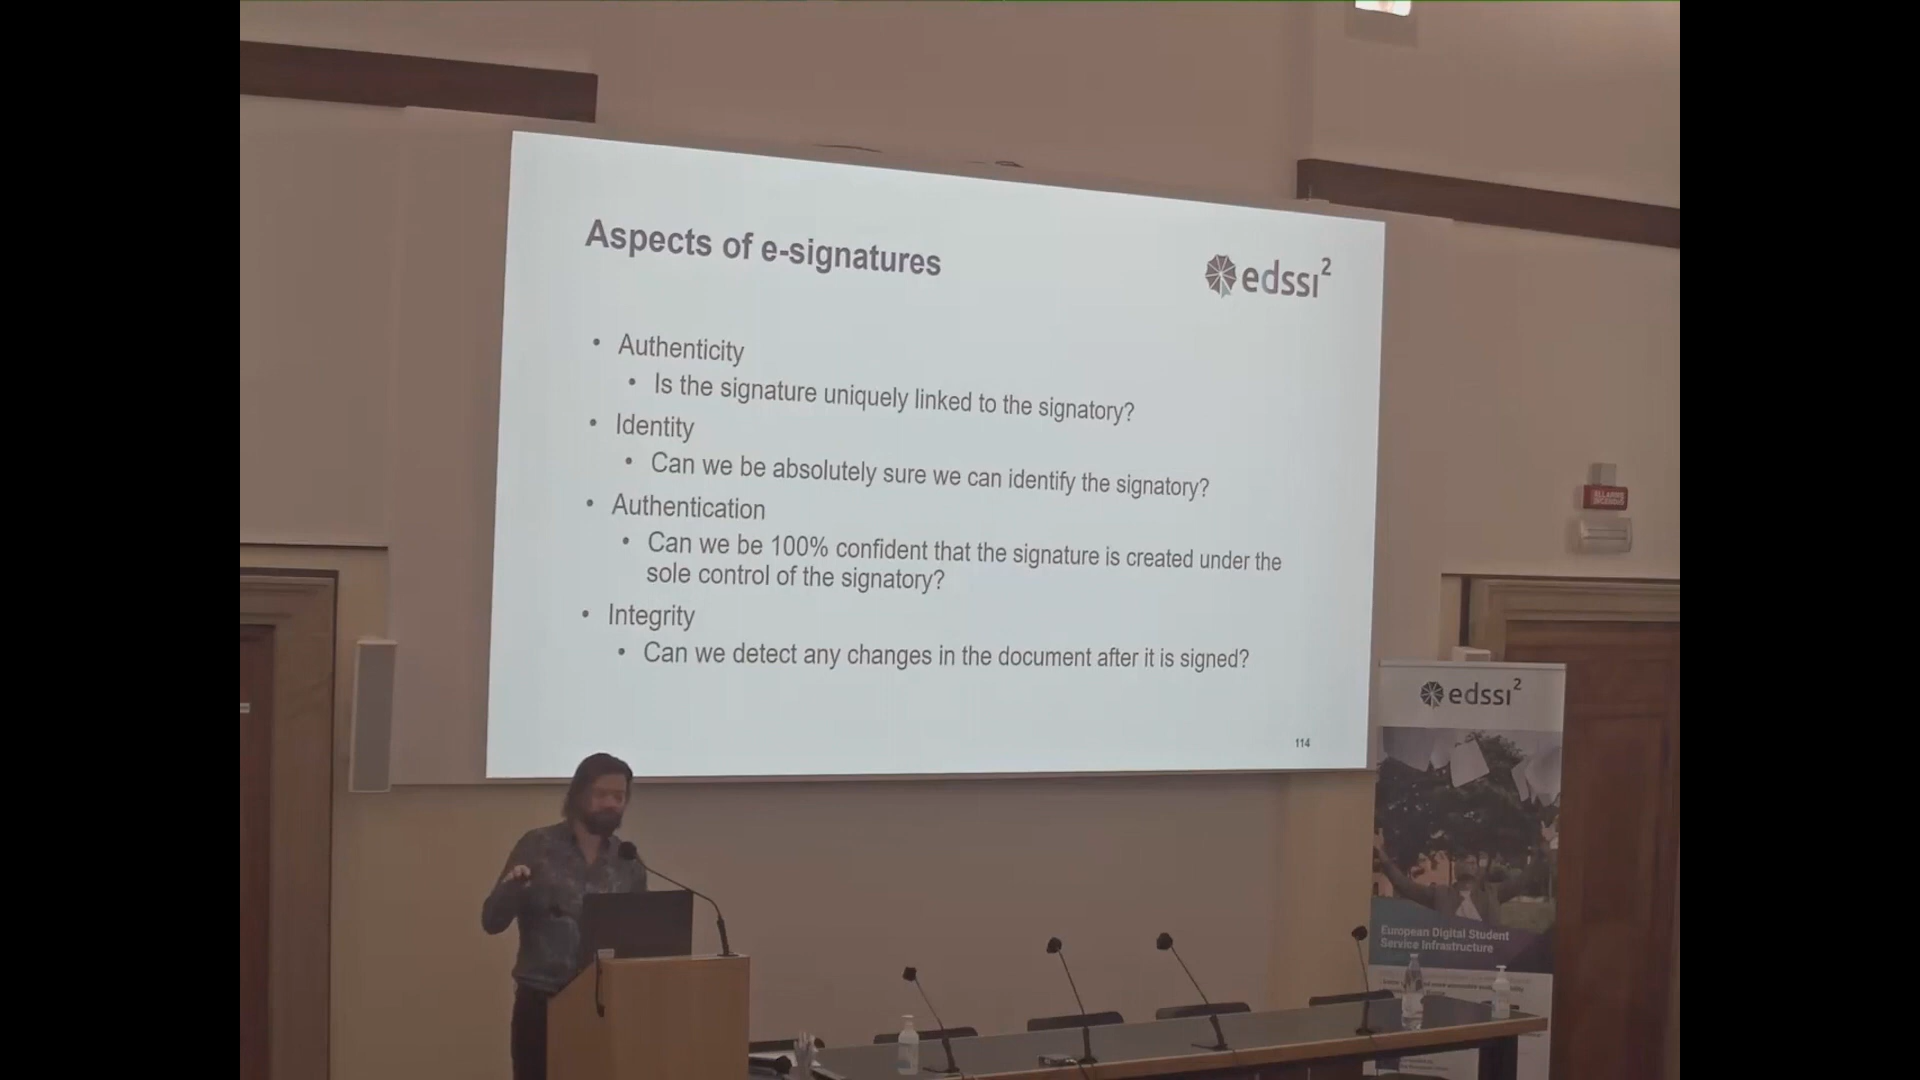 Aspects of e-signatures
edssi²
• Authenticity
• Is the signature uniquely linked to the signatory?
• Identity
• Can we be absolutely sure we can identify the signatory?
• Authentication
• Can we be 100% confident that the signature is created under the
sole control of the signatory?
• Integrity
• Can we detect any changes in the document after it is signed?
114
ALLARME
INCENDIO
edssi²
European Digital Student
Service Infrastructure